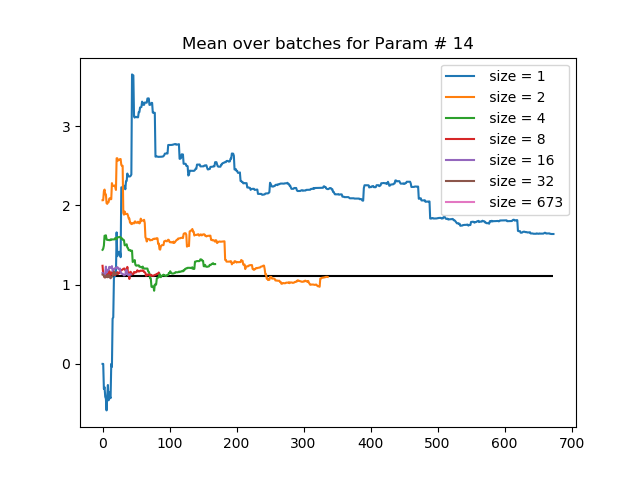 Mean over batches for Param # 14
size = 1
size = 2
size = 4
size = 8
size = 16
size = 32
size = 673
3
2
1
0
0 100 200 300 400 500 600 700